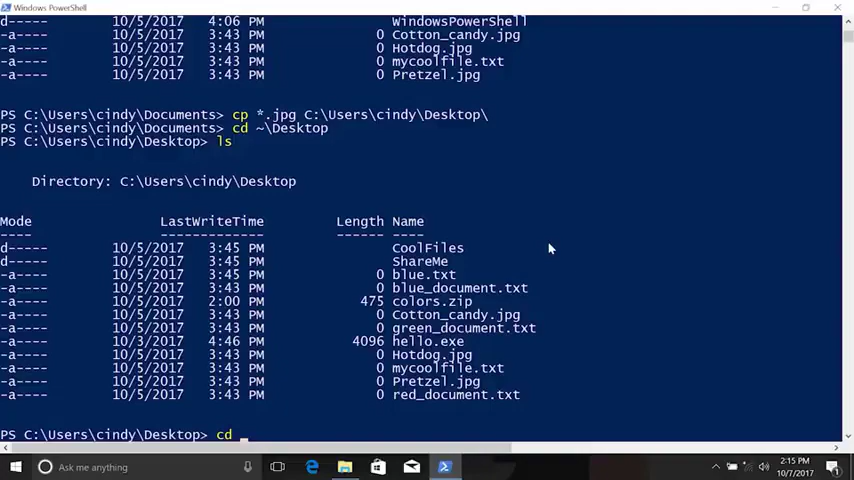 Windows PowerShell
d----- 10/5/2017 4:06 PM WindowsPowerShell
-a---- 10/5/2017 3:43 PM 0 Cotton_candy.jpg
-a---- 10/5/2017 3:43 PM 0 Hotdog.jpg
-a---- 10/5/2017 3:43 PM 0 mycoolfile.txt
-a---- 10/5/2017 3:43 PM 0 Pretzel.jpg
PS C:\Users\cindy\Documents> cp *.jpg C:\Users\cindy\Desktop\
PS C:\Users\cindy\Documents> cd ~\Desktop
PS C:\Users\cindy\Desktop> ls
Directory: C:\Users\cindy\Desktop
Mode LastWriteTime Length Name
---- ------------- ------ ----
d----- 10/5/2017 3:45 PM CoolFiles
d----- 10/5/2017 3:45 PM ShareMe
-a---- 10/5/2017 3:45 PM 0 blue.txt
-a---- 10/5/2017 3:43 PM 0 blue_document.txt
-a---- 10/5/2017 2:00 PM 475 colors.zip
-a---- 10/5/2017 3:43 PM 0 Cotton_candy.jpg
-a---- 10/5/2017 3:43 PM 0 green_document.txt
-a---- 10/3/2017 4:46 PM 4096 hello.exe
-a---- 10/5/2017 3:43 PM 0 Hotdog.jpg
-a---- 10/5/2017 3:43 PM 0 mycoolfile.txt
-a---- 10/5/2017 3:43 PM 0 Pretzel.jpg
-a---- 10/5/2017 3:43 PM 0 red_document.txt
PS C:\Users\cindy\Desktop> cd _
Ask me anything
2:15 PM
10/7/2017
1